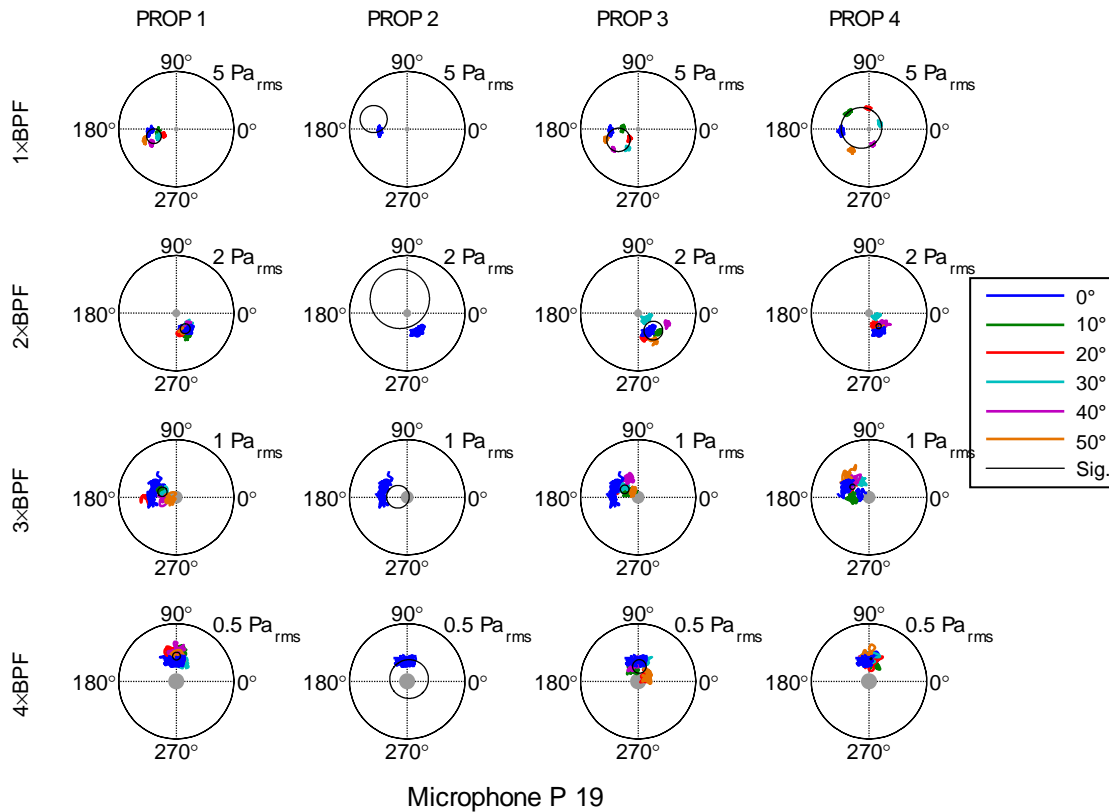 PROP 1 PROP 2 PROP 3 PROP 4
1×BPF
90° 5 Pa rms 180° 0° 270°
90° 5 Pa rms 180° 0° 270°
90° 5 Pa rms 180° 0° 270°
90° 5 Pa rms 180° 0° 270°
2×BPF
90° 2 Pa rms 180° 0° 270°
90° 2 Pa rms 180° 0° 270°
90° 2 Pa rms 180° 0° 270°
90° 2 Pa rms 180° 0° 270°
3×BPF
90° 1 Pa rms 180° 0° 270°
90° 1 Pa rms 180° 0° 270°
90° 1 Pa rms 180° 0° 270°
90° 1 Pa rms 180° 0° 270°
4×BPF
90° 0.5 Pa rms 180° 0° 270°
90° 0.5 Pa rms 180° 0° 270°
90° 0.5 Pa rms 180° 0° 270°
90° 0.5 Pa rms 180° 0° 270°
0°
10°
20°
30°
40°
50°
Sig.
Microphone P 19